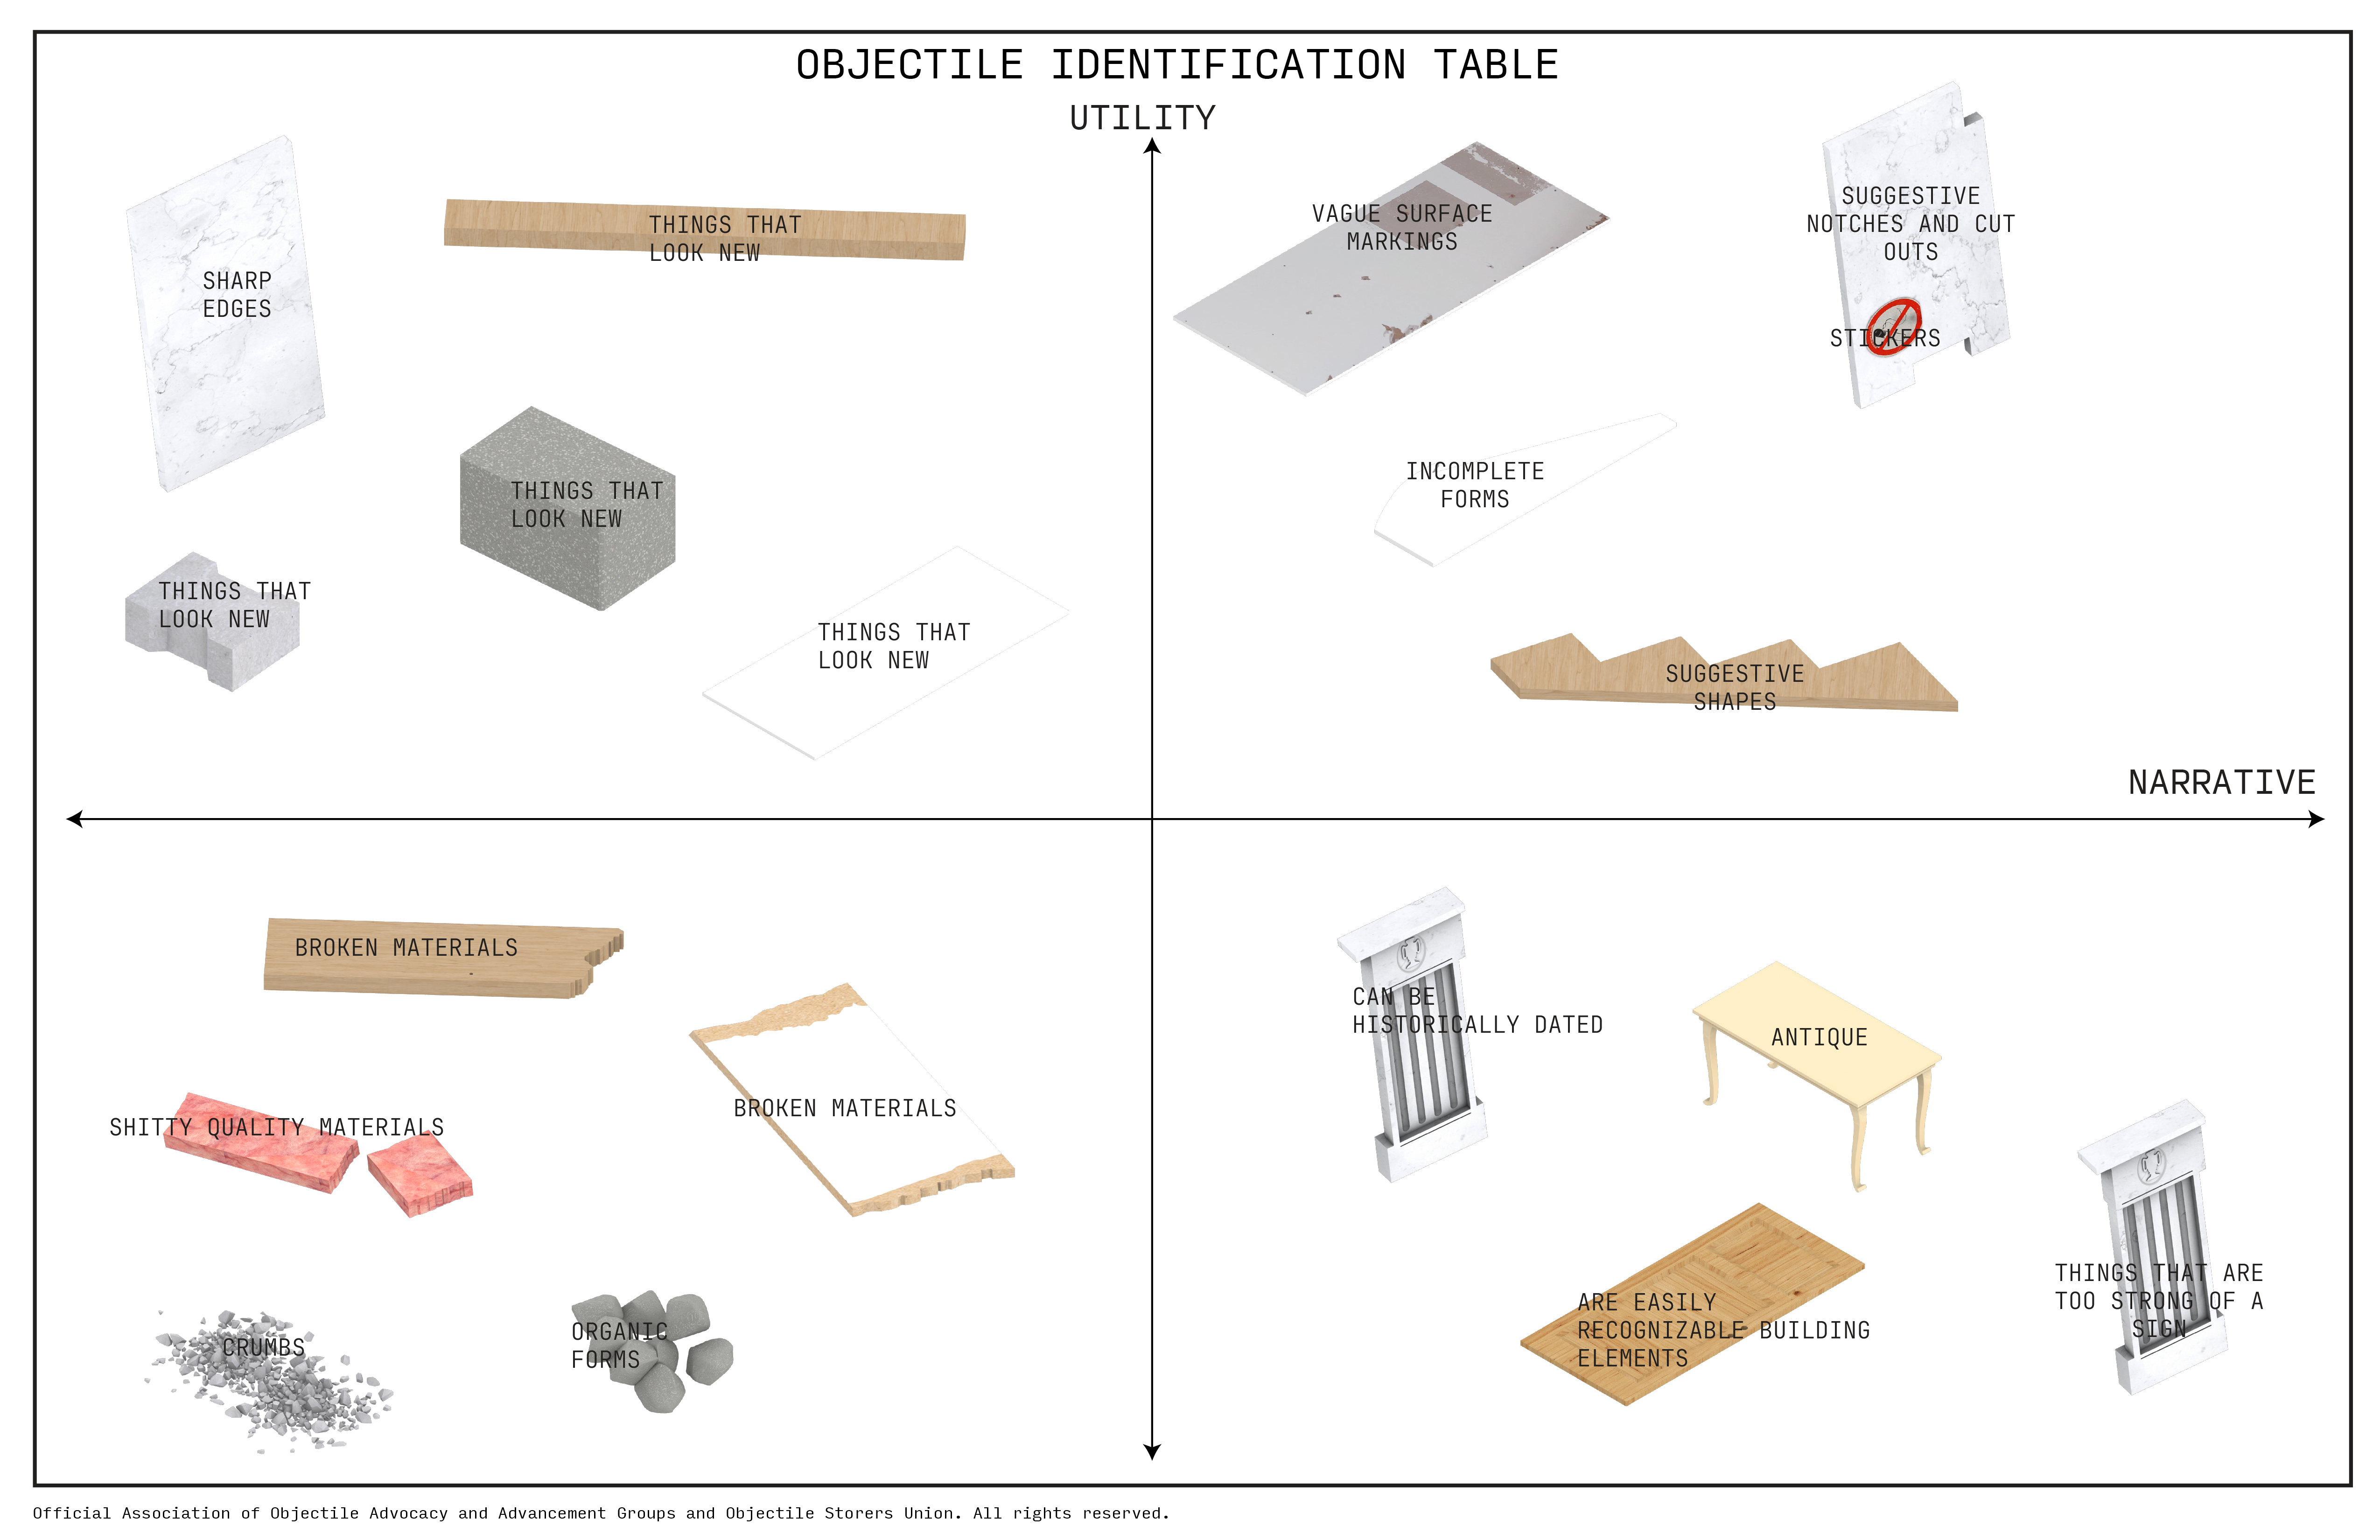 OBJECTILE IDENTIFICATION TABLE
UTILITY
SHARP
EDGES
THINGS THAT
LOOK NEW
THINGS THAT
LOOK NEW
THINGS THAT
LOOK NEW
THINGS THAT
LOOK NEW
VAGUE SURFACE
MARKINGS
SUGGESTIVE
NOTCHES AND CUT
OUTS
STICKERS
INCOMPLETE
FORMS
SUGGESTIVE
SHAPES
NARRATIVE
BROKEN MATERIALS
BROKEN MATERIALS
SHITTY QUALITY MATERIALS
CRUMBS
ORGANIC
FORMS
CAN BE
HISTORICALLY DATED
ANTIQUE
ARE EASILY
RECOGNIZABLE BUILDING
ELEMENTS
THINGS THAT ARE
TOO STRONG OF A
SIGN
Official Association of Objectile Advocacy and Advancement Groups and Objectile Storers Union. All rights reserved.